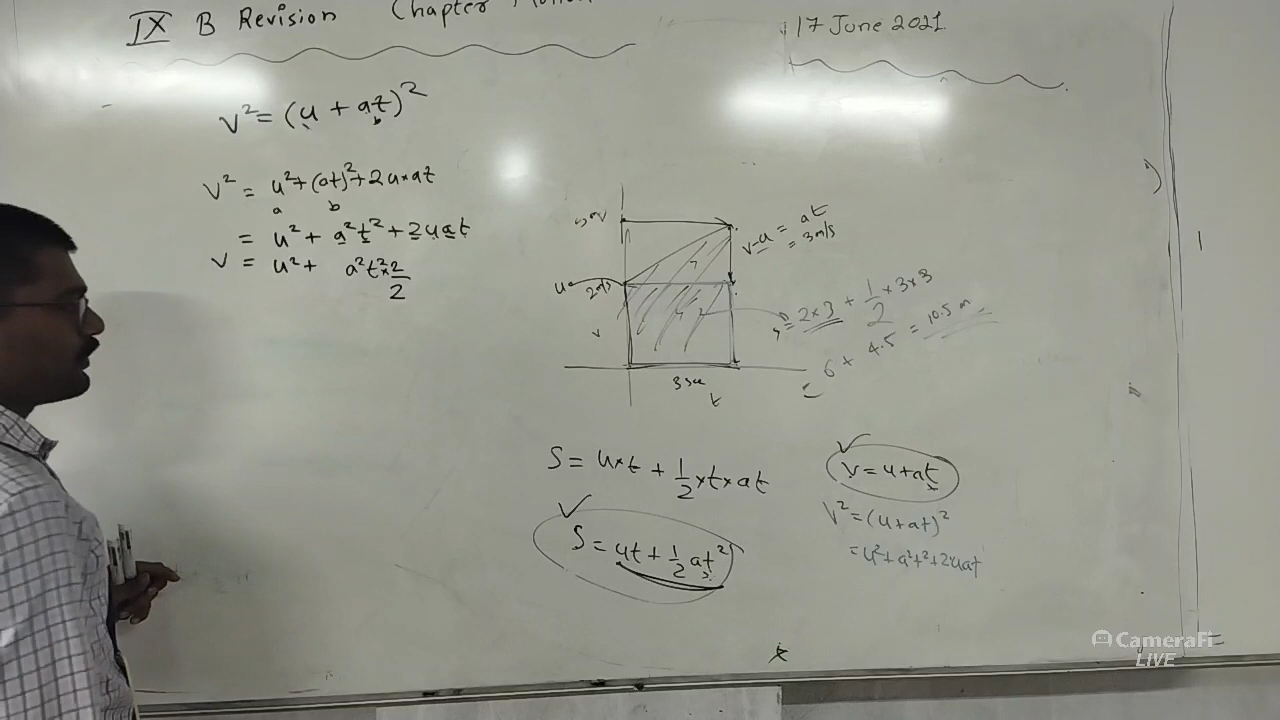 IX B Revision Chapter
17 June 2021
V² = (u + at)²
b
V² = u² + (at)² + 2u×at
a b
= u² + a²t² + 2uat
V = u² + a²t² × 2/2
V-u = at
= 3m/s
u
2m/s
= 2×3 + 1/2 × 3×3
= 6 + 4.5 = 10.5 m
3 sec
t
S = u×t + 1/2 × t × at
S = ut + 1/2 at²
V = u+at
V² = (u+at)²
= u² + a²t² + 2uat
CameraFi
LIVE